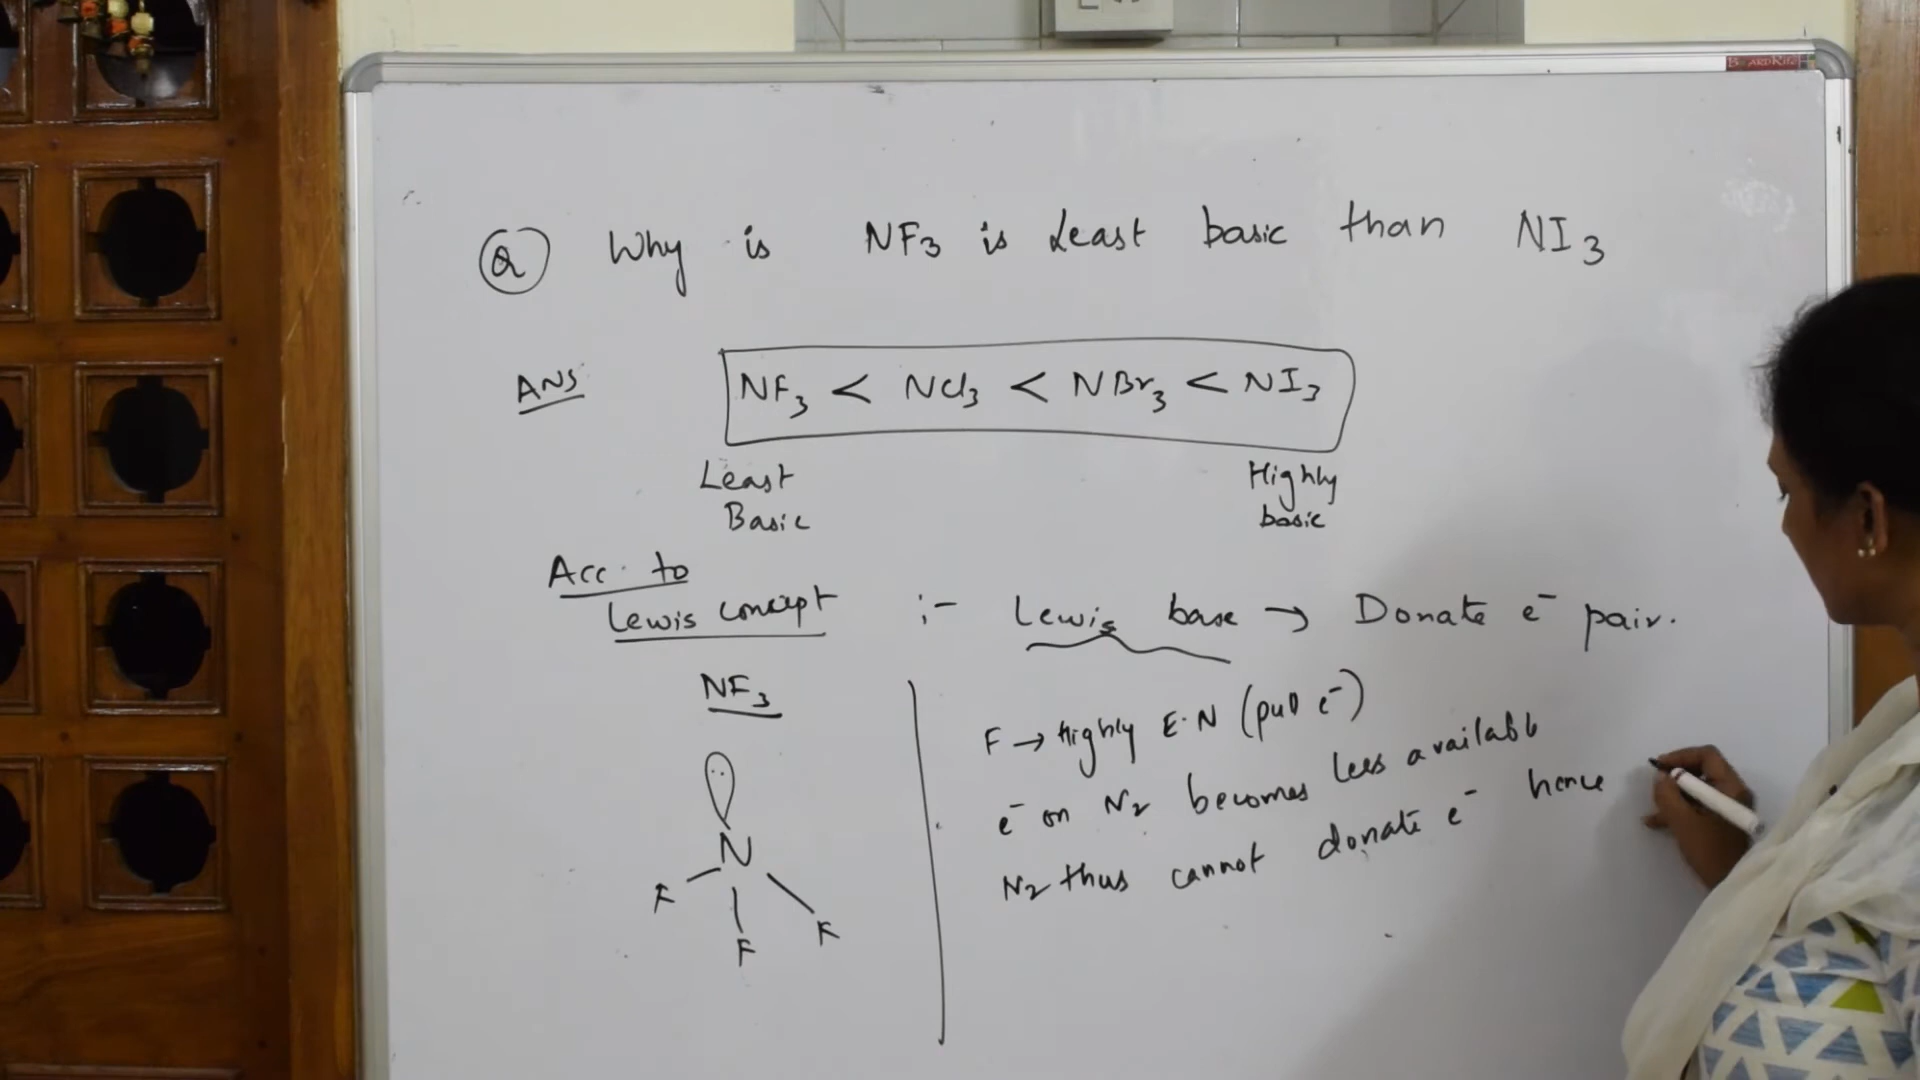 BOARDRITE
Q Why is NF3 is Least basic than NI3
ANS
NF3 < NCl3 < NBr3 < NI3
Least Basic
Highly basic
Acc. to
Lewis concept :- Lewis base → Donate e⁻ pair.
NF3
F → Highly E.N (pull e⁻)
e⁻ on N2 becomes less available
N2 thus cannot donate e⁻ hence
N
F
F
F